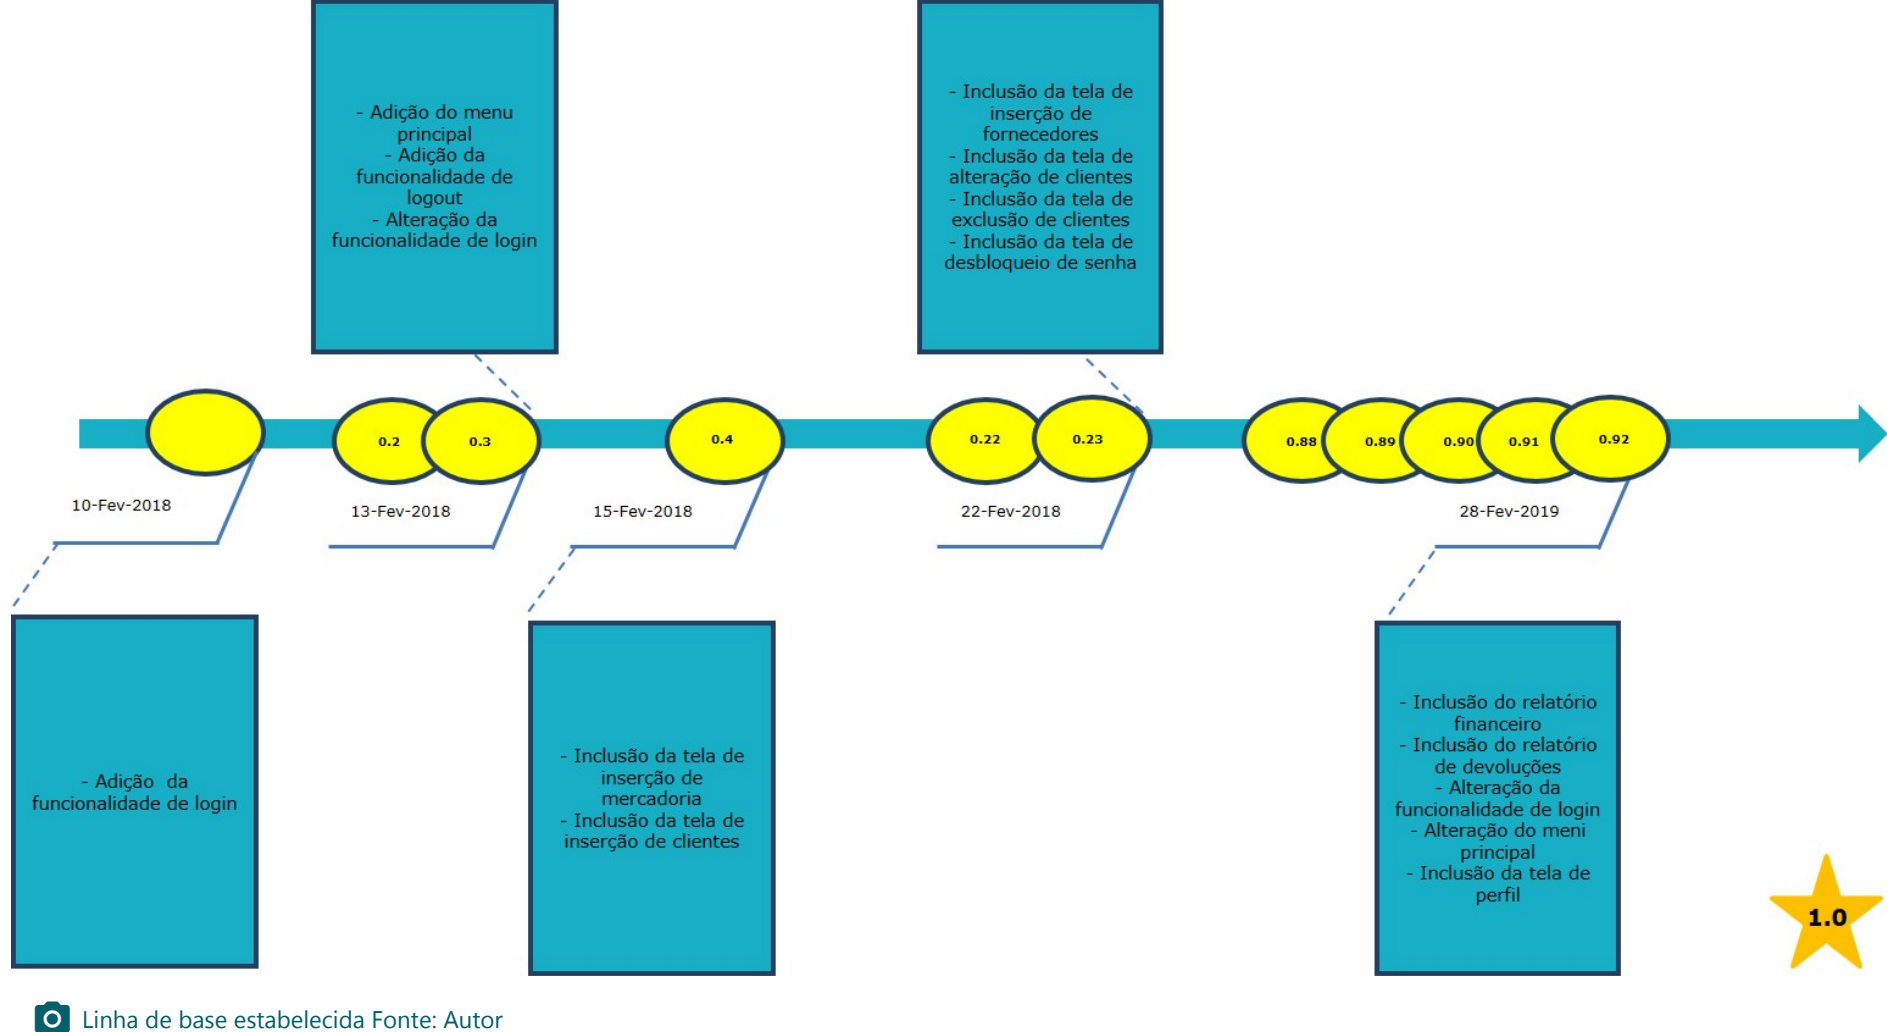 - Adição do menu
principal
- Adição da
funcionalidade de
logout
- Alteração da
funcionalidade de login
- Inclusão da tela de
inserção de
fornecedores
- Inclusão da tela de
alteração de clientes
- Inclusão da tela de
exclusão de clientes
- Inclusão da tela de
desbloqueio de senha
0.2
0.3
0.4
0.22
0.23
0.88
0.89
0.90
0.91
0.92
10-Fev-2018
13-Fev-2018
15-Fev-2018
22-Fev-2018
28-Fev-2019
- Adição  da
funcionalidade de login
- Inclusão da tela de
inserção de
mercadoria
- Inclusão da tela de
inserção de clientes
- Inclusão do relatório
financeiro
- Inclusão do relatório
de devoluções
- Alteração da
funcionalidade de login
- Alteração do meni
principal
- Inclusão da tela de
perfil
1.0
Linha de base estabelecida Fonte: Autor